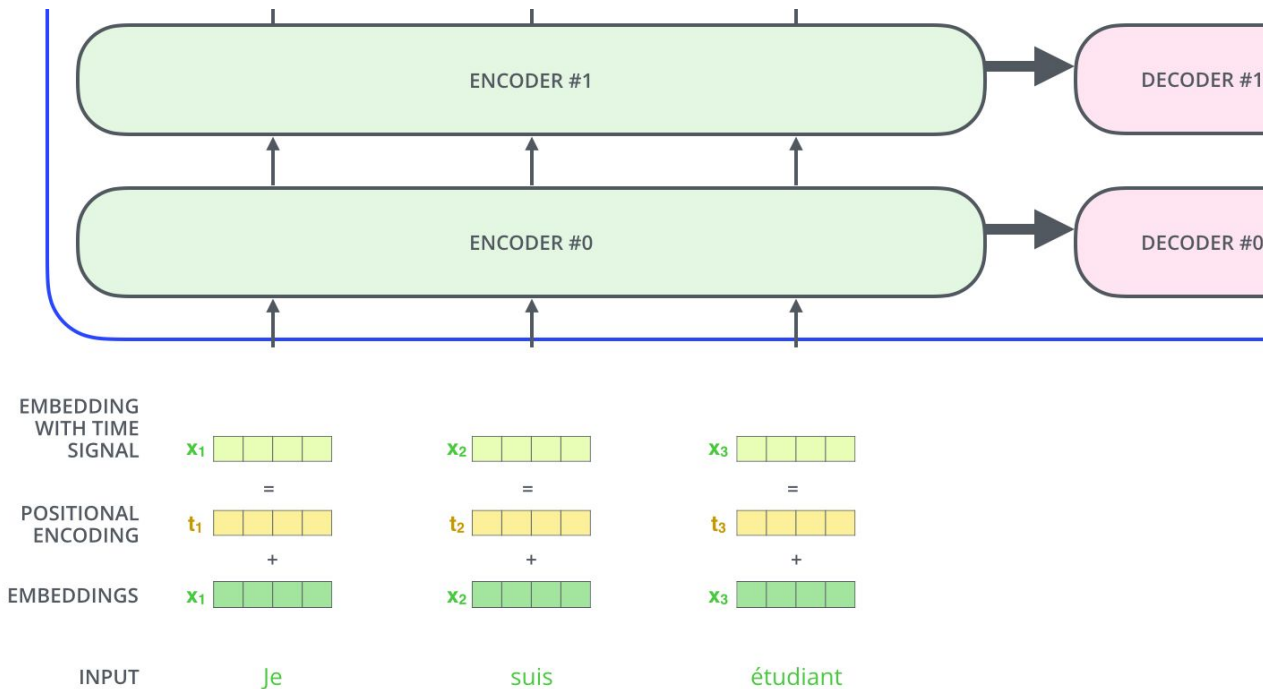 ENCODER #1
DECODER #1
ENCODER #0
DECODER #0
EMBEDDING
WITH TIME
SIGNAL
x₁ x₂ x₃
= = =
POSITIONAL
ENCODING
t₁ t₂ t₃
+ + +
EMBEDDINGS x₁ x₂ x₃
INPUT Je suis étudiant